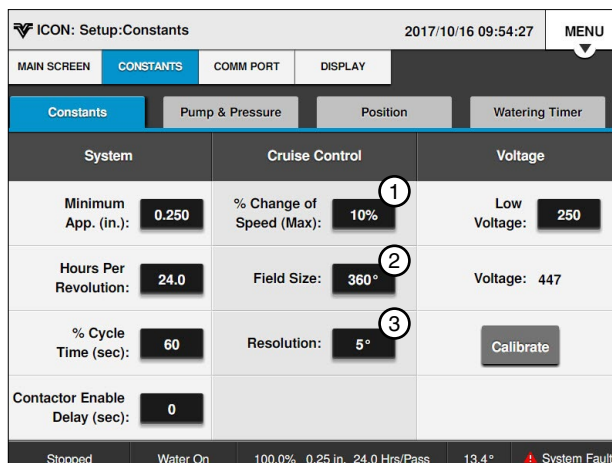 ICON: Setup:Constants 2017/10/16 09:54:27 MENU
MAIN SCREEN CONSTANTS COMM PORT DISPLAY
Constants Pump & Pressure Position Watering Timer
System Cruise Control Voltage
Minimum
App. (in.): 0.250
% Change of
Speed (Max): 10%
1
Low
Voltage: 250
Hours Per
Revolution: 24.0
Field Size: 360°
2
Voltage: 447
% Cycle
Time (sec): 60
Resolution: 5°
3
Calibrate
Contactor Enable
Delay (sec): 0
Stopped Water On 100.0% 0.25 in. 24.0 Hrs/Pass 13.4° System Fault